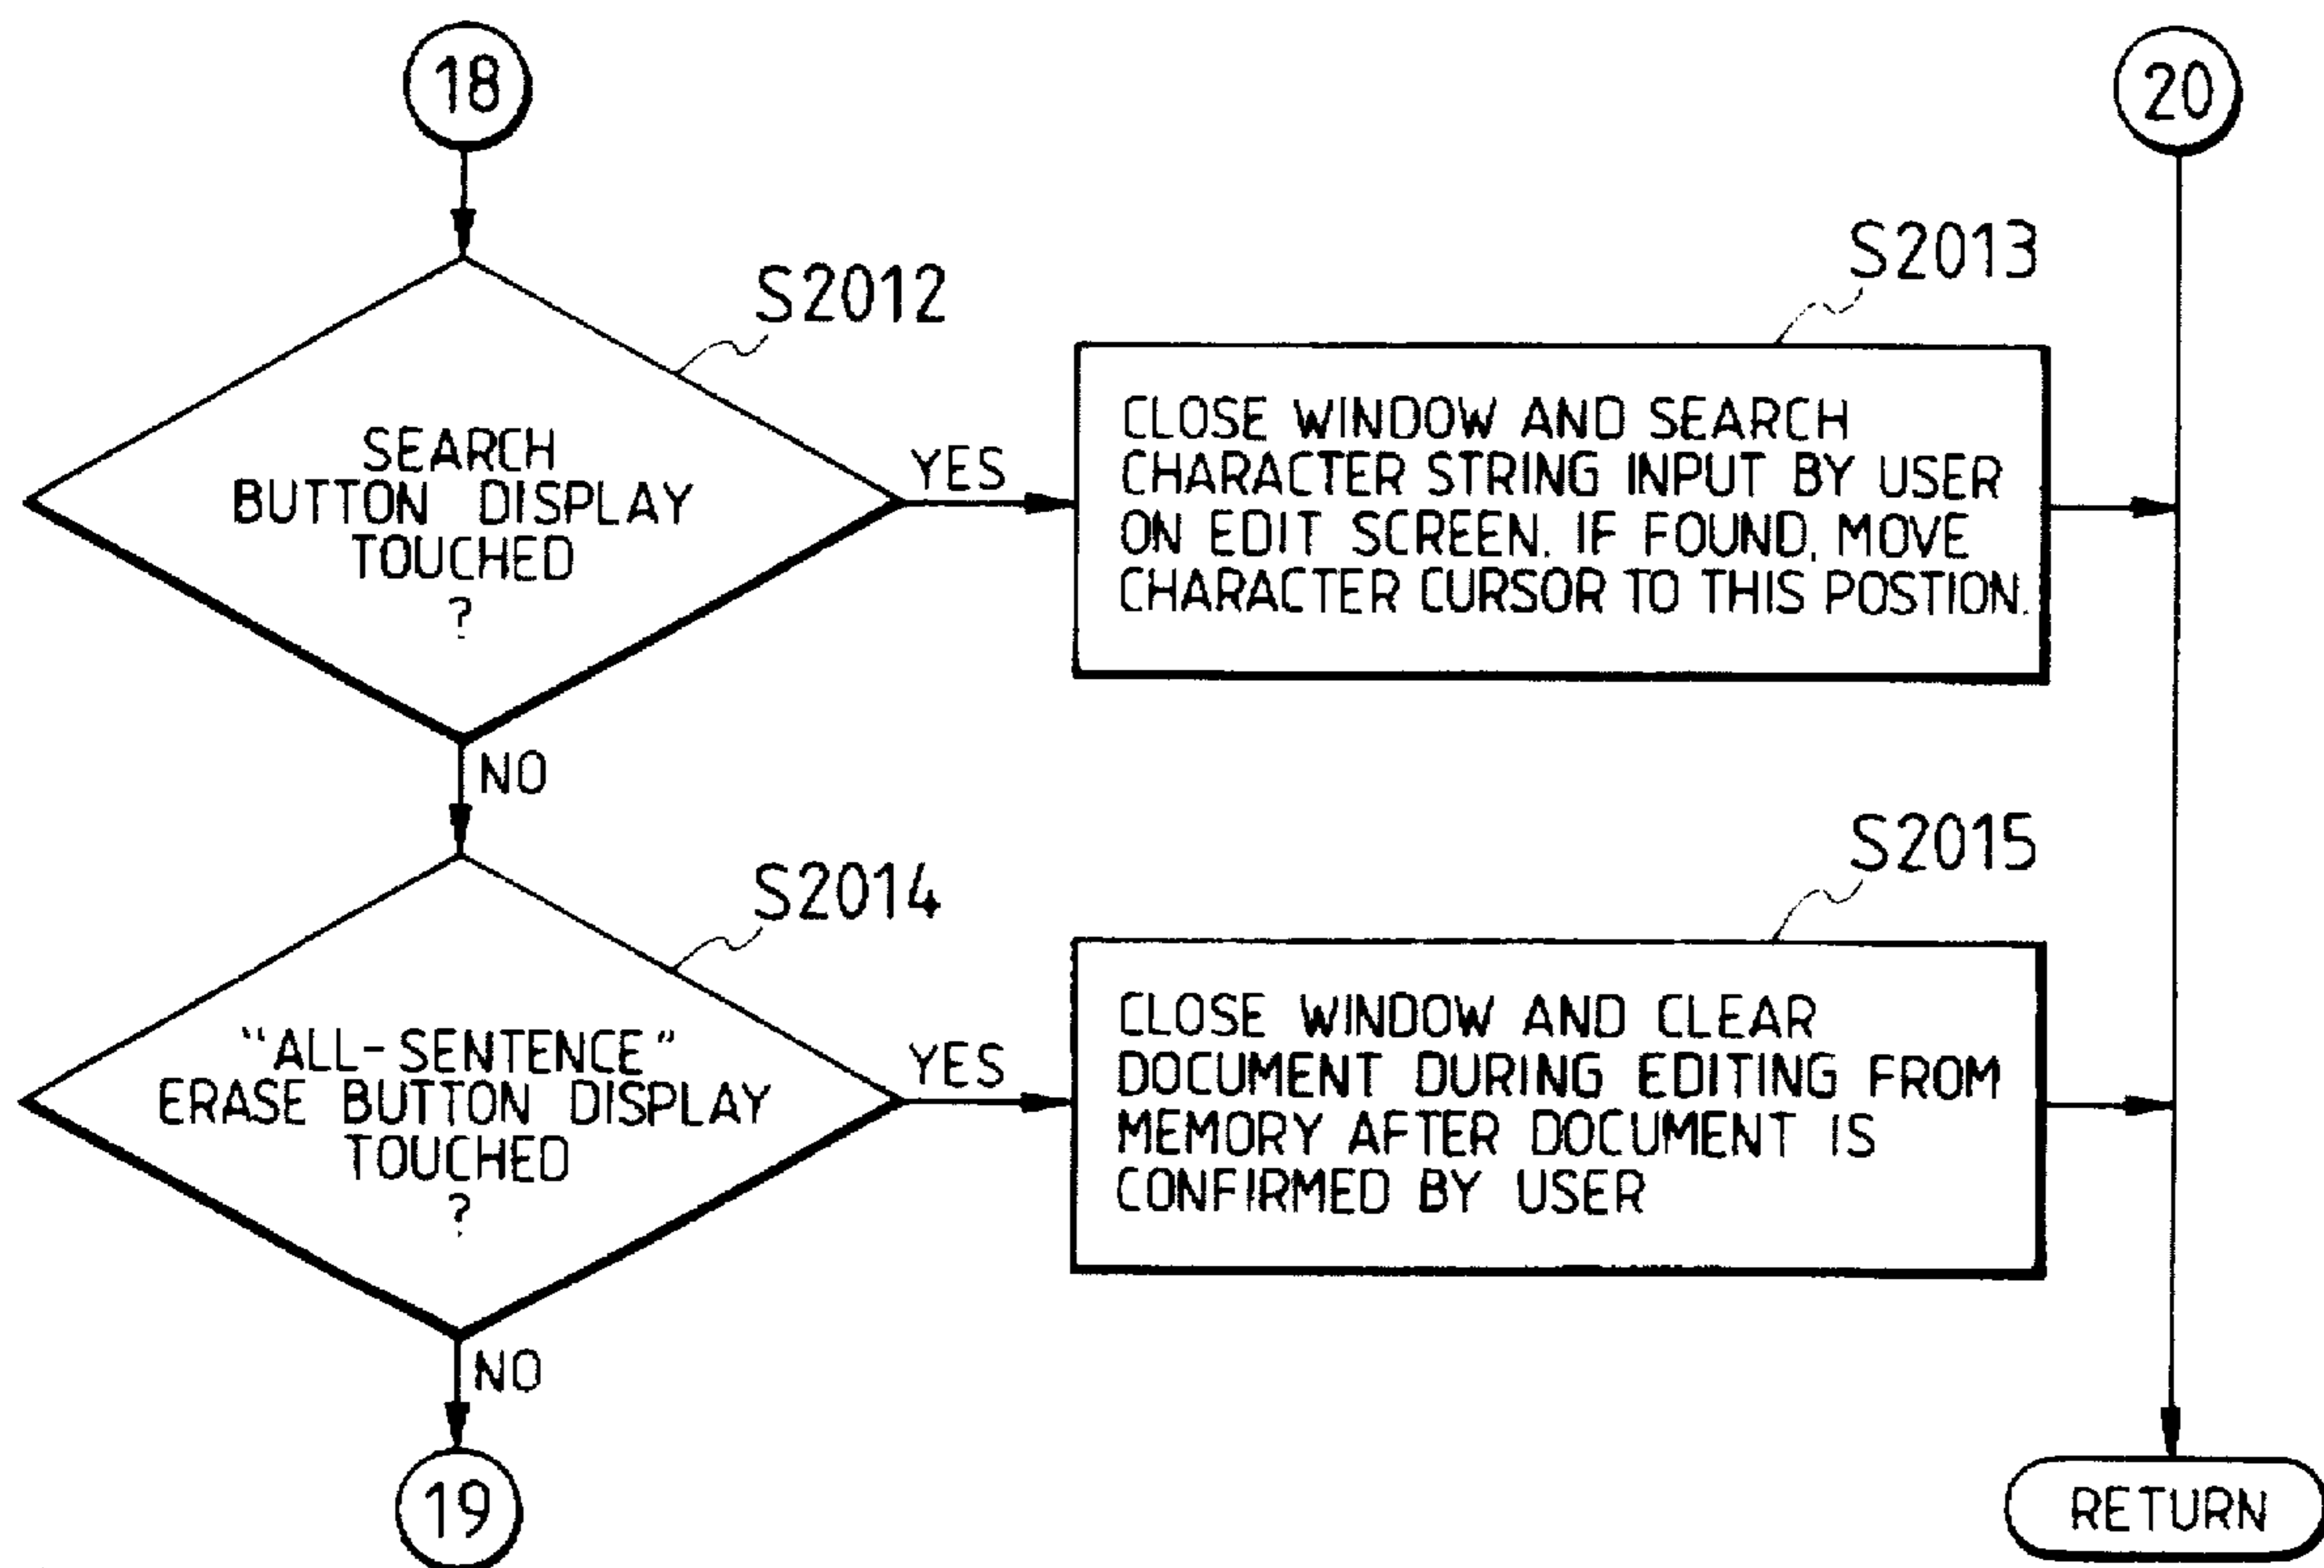 18
20
S2012
SEARCH
BUTTON DISPLAY
TOUCHED
?
YES
S2013
CLOSE WINDOW AND SEARCH
CHARACTER STRING INPUT BY USER
ON EDIT SCREEN. IF FOUND, MOVE
CHARACTER CURSOR TO THIS POSTION.
NO
S2014
"ALL-SENTENCE"
ERASE BUTTON DISPLAY
TOUCHED
?
YES
S2015
CLOSE WINDOW AND CLEAR
DOCUMENT DURING EDITING FROM
MEMORY AFTER DOCUMENT IS
CONFIRMED BY USER
NO
19
RETURN